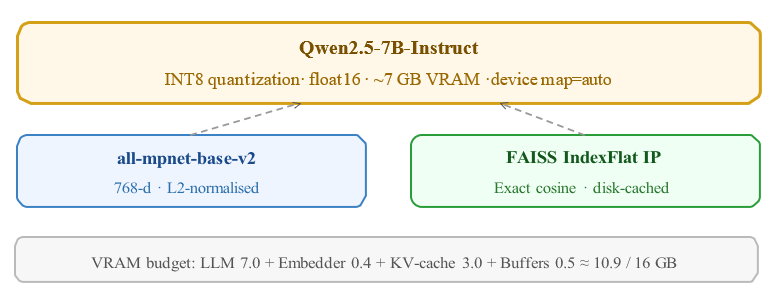 Qwen2.5-7B-Instruct
INT8 quantization· float16 · ~7 GB VRAM ·device map=auto
all-mpnet-base-v2
768-d · L2-normalised
FAISS IndexFlat IP
Exact cosine · disk-cached
VRAM budget: LLM 7.0 + Embedder 0.4 + KV-cache 3.0 + Buffers 0.5 ≈ 10.9 / 16 GB